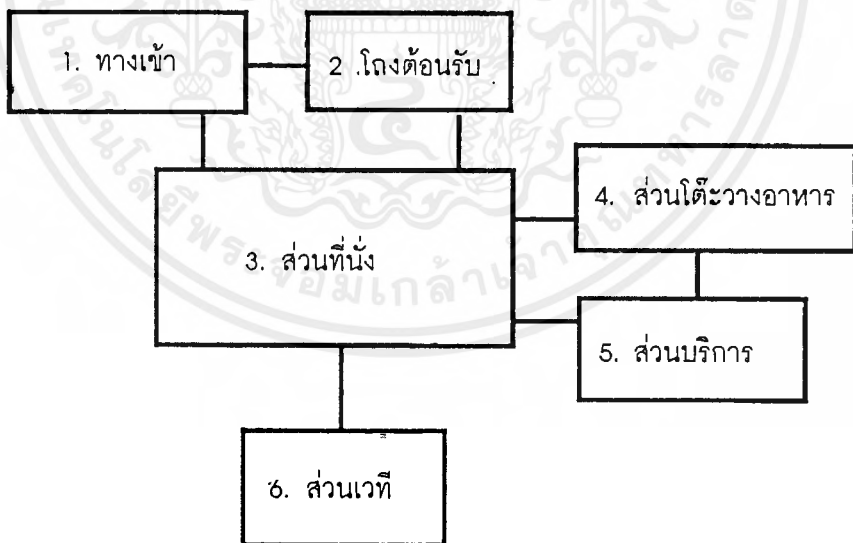 1. ทางเข้า
2 .โถงต้อนรับ
3. ส่วนที่นั่ง
4. ส่วนโต๊ะวางอาหาร
5. ส่วนบริการ
6. ส่วนเวที